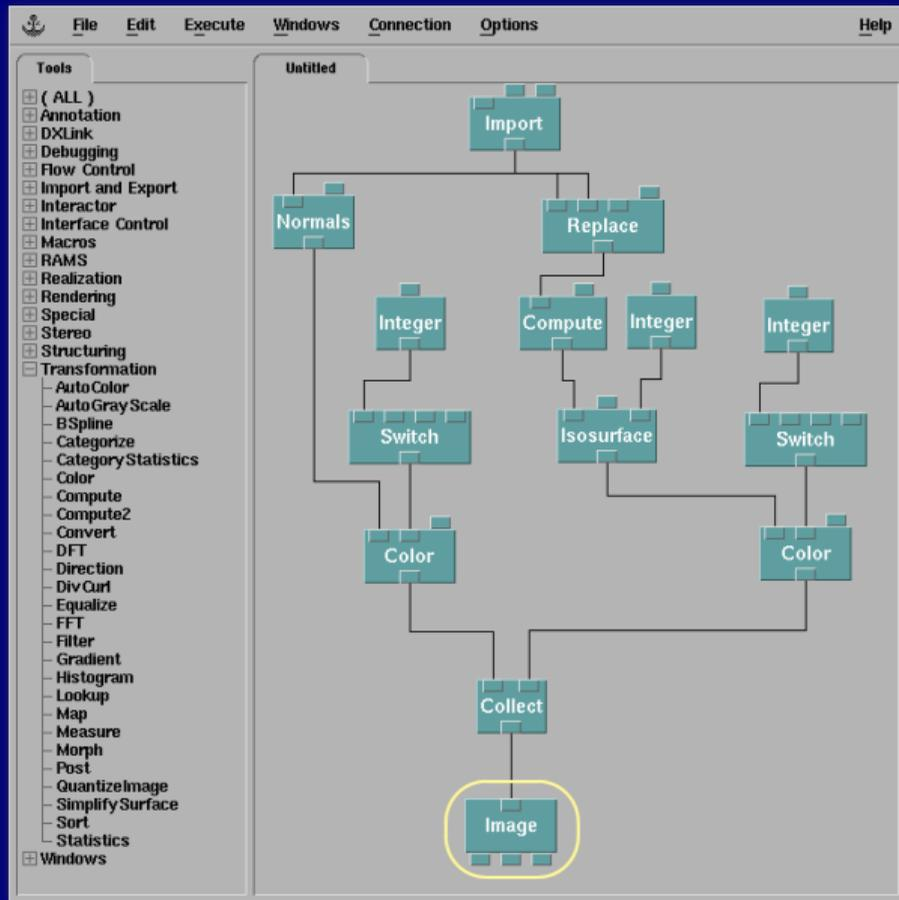 File Edit Execute Windows Connection Options Help
Tools
( ALL )
Annotation
DXLink
Debugging
Flow Control
Import and Export
Interactor
Interface Control
Macros
RAMS
Realization
Rendering
Special
Stereo
Structuring
Transformation
AutoColor
AutoGrayScale
BSpline
Categorize
CategoryStatistics
Color
Compute
Compute2
Convert
DFT
Direction
DivCurl
Equalize
FFT
Filter
Gradient
Histogram
Lookup
Map
Measure
Morph
Post
QuantizeImage
SimplifySurface
Sort
Statistics
Windows
Untitled
Import
Normals Replace
Integer Compute Integer Integer
Switch Isosurface Switch
Color Color
Collect
Image